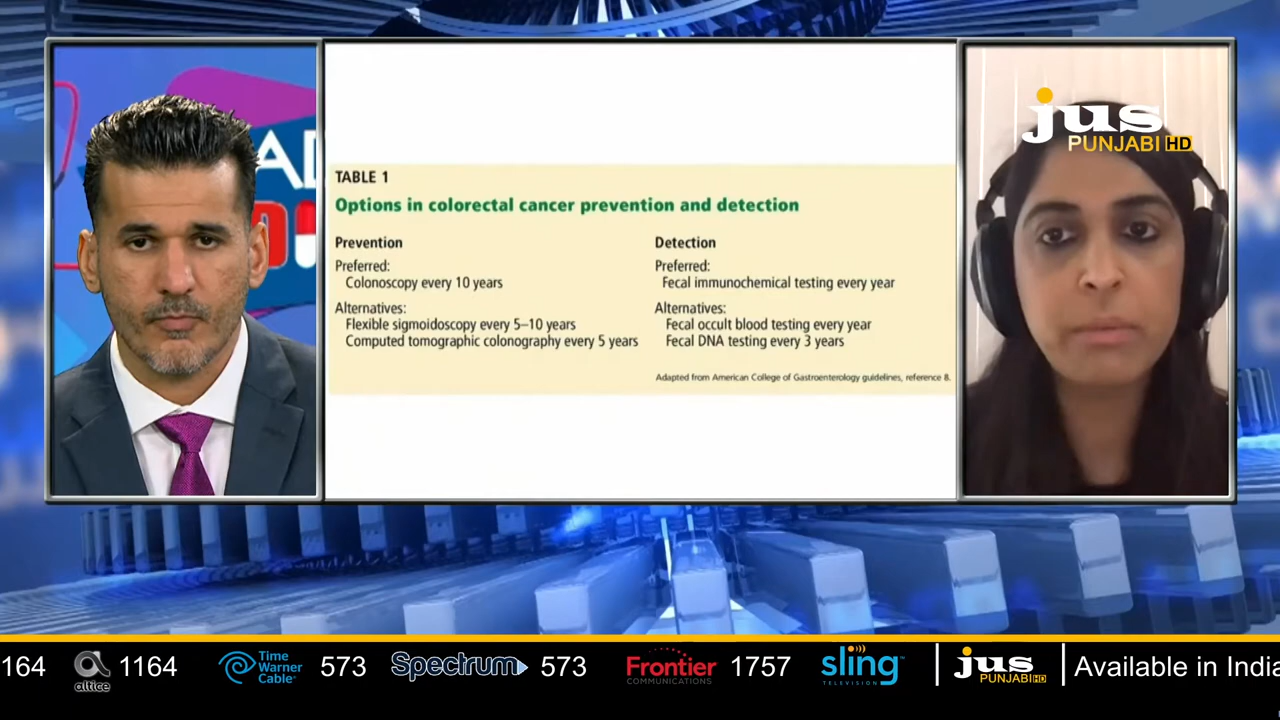 jus
PUNJABI HD
AD
TABLE 1
Options in colorectal cancer prevention and detection
Prevention
Preferred:
Colonoscopy every 10 years
Alternatives:
Flexible sigmoidoscopy every 5–10 years
Computed tomographic colonography every 5 years
Detection
Preferred:
Fecal immunochemical testing every year
Alternatives:
Fecal occult blood testing every year
Fecal DNA testing every 3 years
Adapted from American College of Gastroenterology guidelines, reference 8.
164 altice 1164 Time Warner Cable 573 Spectrum 573 Frontier COMMUNICATIONS 1757 sling TELEVISION jus PUNJABI HD Available in India